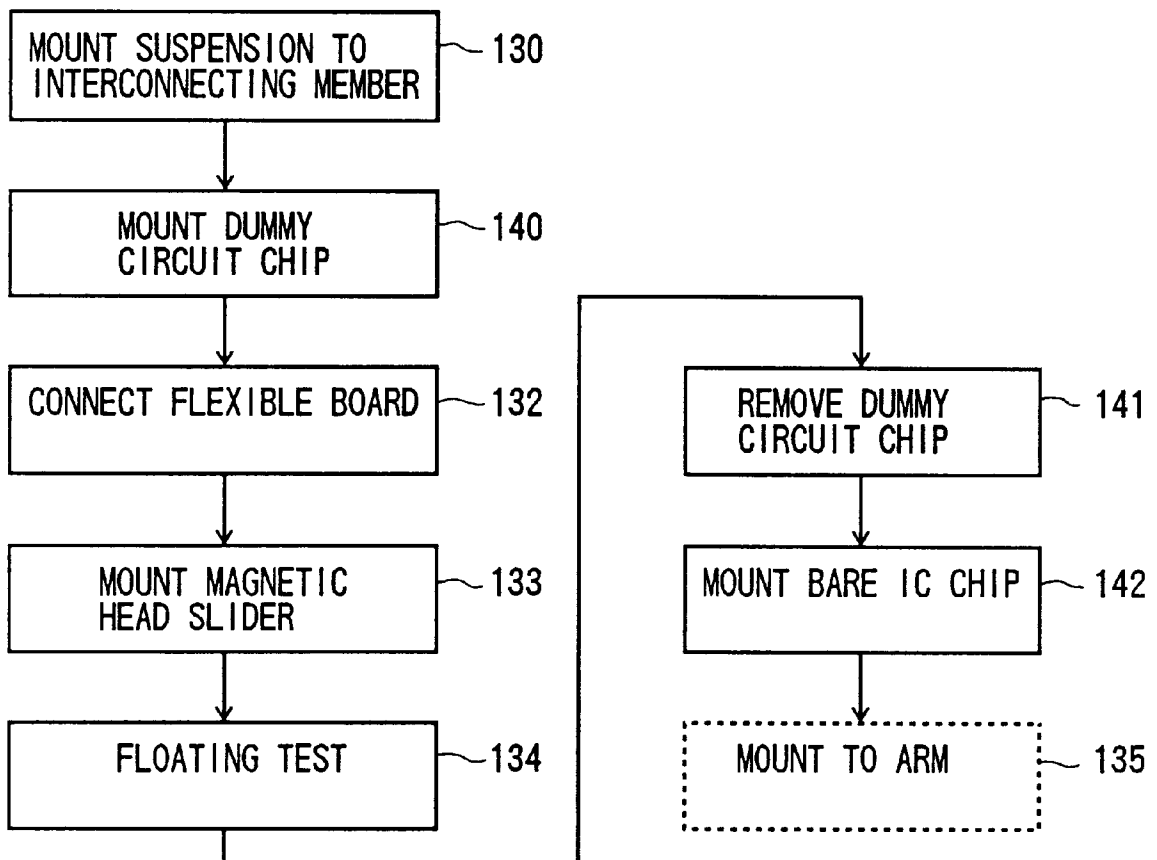 MOUNT SUSPENSION TO
INTERCONNECTING MEMBER
130
MOUNT DUMMY
CIRCUIT CHIP
140
CONNECT FLEXIBLE BOARD
132
MOUNT MAGNETIC
HEAD SLIDER
133
FLOATING TEST
134
REMOVE DUMMY
CIRCUIT CHIP
141
MOUNT BARE IC CHIP
142
MOUNT TO ARM
135